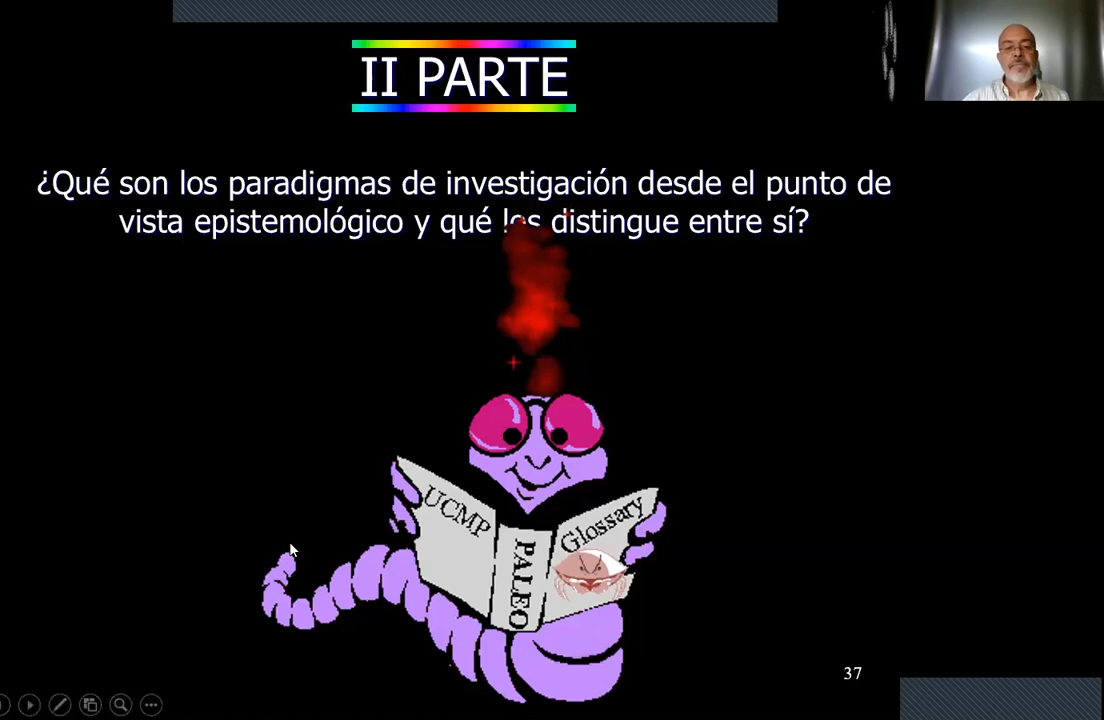 II PARTE
¿Qué son los paradigmas de investigación desde el punto de
vista epistemológico y qué les distingue entre sí?
UCMP
PALEO
Glossary
37